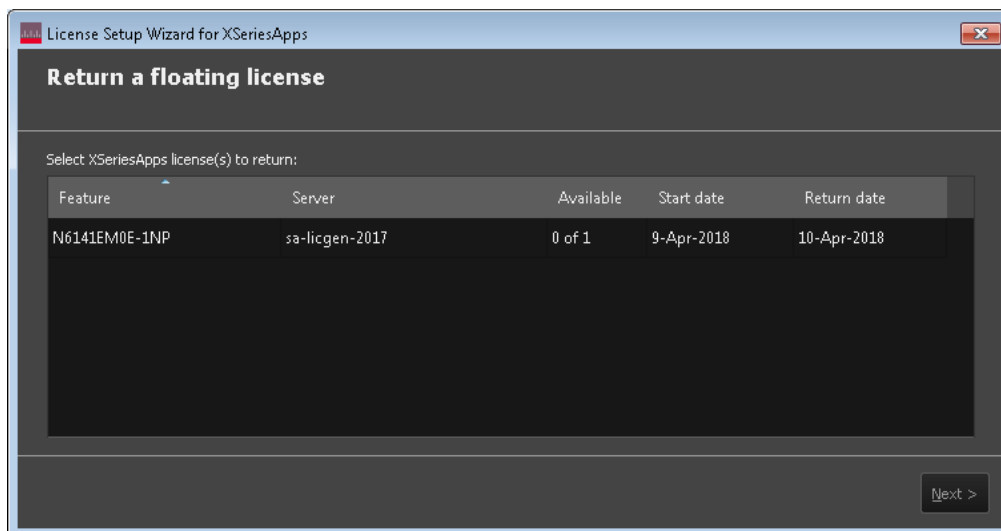 License Setup Wizard for XSeriesApps
Return a floating license
Select XSeriesApps license(s) to return:
Feature Server Available Start date Return date
N6141EM0E-1NP sa-licgen-2017 0 of 1 9-Apr-2018 10-Apr-2018
Next >